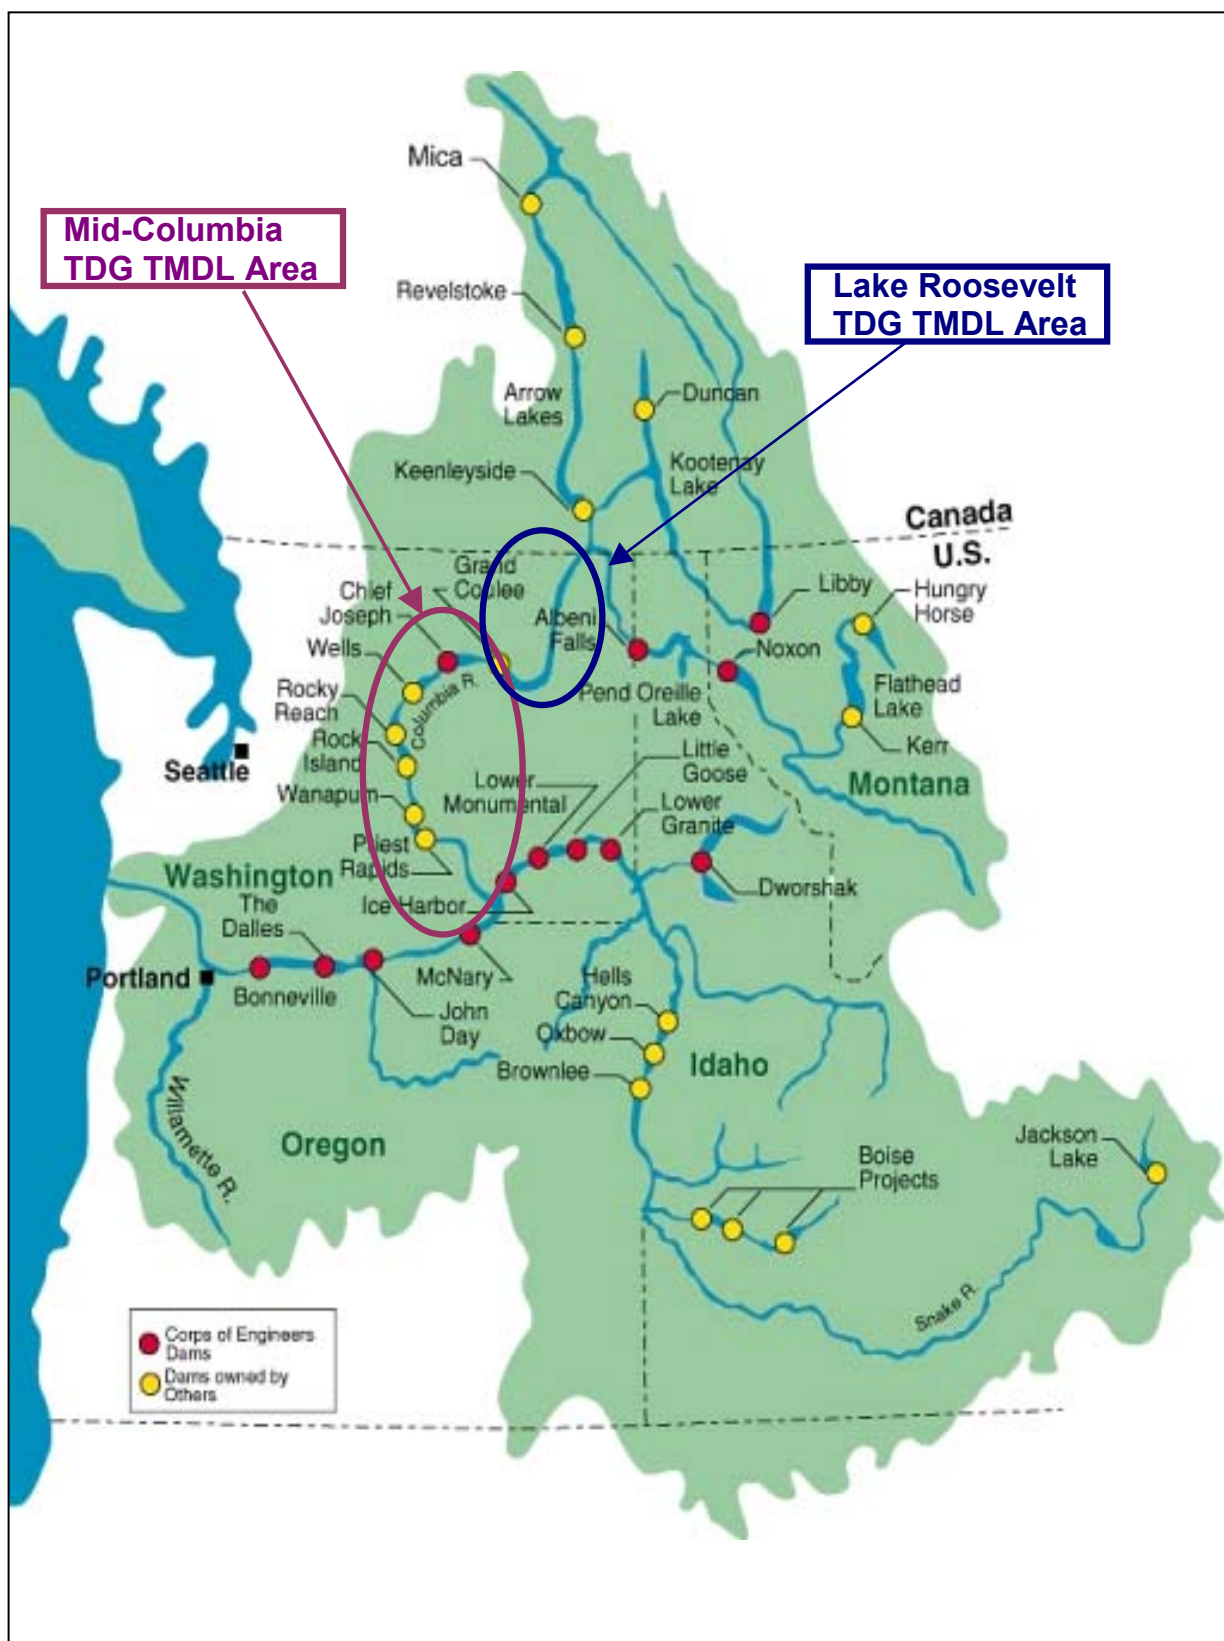 Mica
Mid-Columbia
TDG TMDL Area
Lake Roosevelt
TDG TMDL Area
Revelstoke
Arrow
Lakes
Duncan
Keenleyside
Kootenay
Lake
Canada
U.S.
Grand
Coulee
Chief
Joseph
Libby
Hungry
Horse
Albeni
Falls
Wells
Noxon
Columbia R.
Rocky
Reach
Pend Oreille
Lake
Flathead
Lake
Rock
Island
Kerr
Seattle
Little
Goose
Montana
Wanapum
Lower
Monumental
Lower
Granite
Priest
Rapids
Washington
Dworshak
The
Dalles
Ice Harbor
Portland
Bonneville
McNary
John
Day
Hells
Canyon
Oxbow
Brownlee
Idaho
Willamette R.
Oregon
Boise
Projects
Jackson
Lake
Snake R.
Corps of Engineers
Dams
Dams owned by
Others